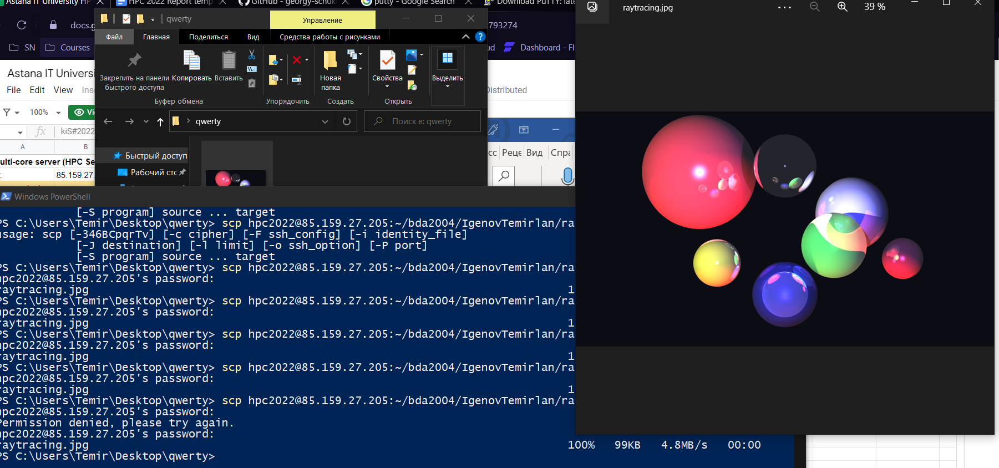 Astana IT University HP
HPC 2022 Report temp
GitHub - georgy-schuk
putty - Google Search
Download PuTTY: late
docs.g
793274
SN
Courses
ud
Dashboard - Fl
qwerty
Управление
Файл
Главная
Поделиться
Вид
Средства работы с рисунками
Закрепить на панели
быстрого доступа
Копировать
Вставить
Новая
папка
Свойства
Выделить
Буфер обмена
Упорядочить
Создать
Открыть
qwerty
Поиск в: qwerty
Быстрый доступ
Рабочий стс
Astana IT Universi
File Edit View Ins
Distributed
100%
Vi
fx
kiS#2022
A B
ulti-core server (HPC Se
85.159.27.
сс Реце Вид Спра
raytracing.jpg
39 %
Windows PowerShell
[-S program] source ... target
PS C:\Users\Temir\Desktop\qwerty> scp hpc2022@85.159.27.205:~/bda2004/IgenovTemirlan/ra
usage: scp [-346BCpqrTv] [-c cipher] [-F ssh_config] [-i identity_file]
[-J destination] [-l limit] [-o ssh_option] [-P port]
[-S program] source ... target
PS C:\Users\Temir\Desktop\qwerty> scp hpc2022@85.159.27.205:~/bda2004/IgenovTemirlan/ra
hpc2022@85.159.27.205's password:
raytracing.jpg 1
PS C:\Users\Temir\Desktop\qwerty> scp hpc2022@85.159.27.205:~/bda2004/IgenovTemirlan/ra
hpc2022@85.159.27.205's password:
raytracing.jpg 1
PS C:\Users\Temir\Desktop\qwerty> scp hpc2022@85.159.27.205:~/bda2004/IgenovTemirlan/ra
hpc2022@85.159.27.205's password:
raytracing.jpg 1
PS C:\Users\Temir\Desktop\qwerty> scp hpc2022@85.159.27.205:~/bda2004/IgenovTemirlan/ra
hpc2022@85.159.27.205's password:
raytracing.jpg 1
PS C:\Users\Temir\Desktop\qwerty> scp hpc2022@85.159.27.205:~/bda2004/IgenovTemirlan/ra
hpc2022@85.159.27.205's password:
Permission denied, please try again.
hpc2022@85.159.27.205's password:
raytracing.jpg 100% 99KB 4.8MB/s 00:00
PS C:\Users\Temir\Desktop\qwerty>